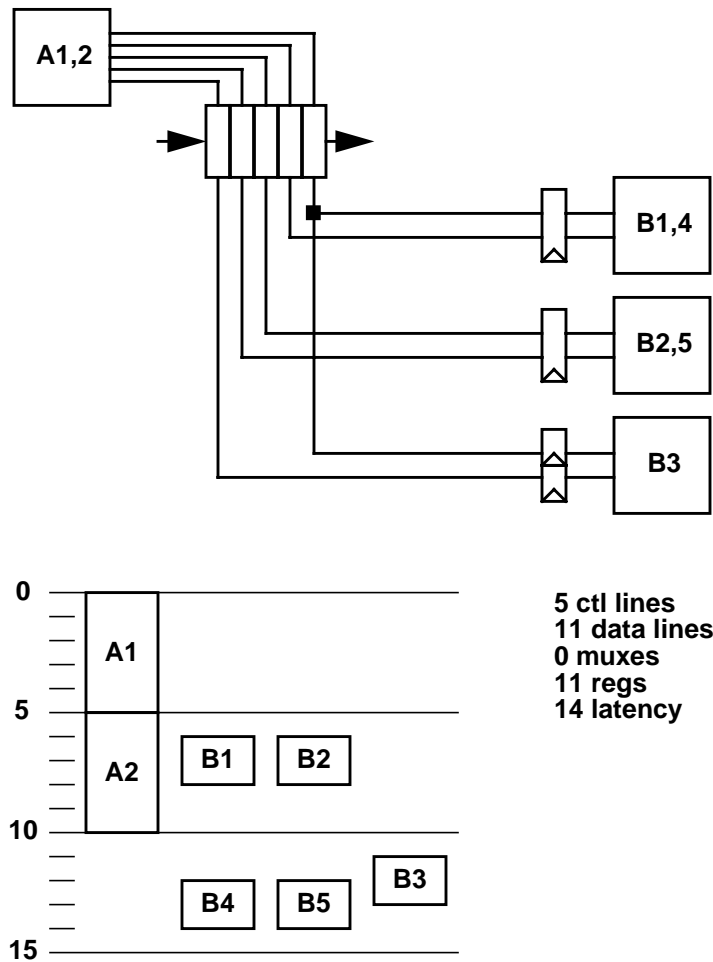 A1,2
B1,4
B2,5
B3
0
5 ctl lines
11 data lines
0 muxes
11 regs
14 latency
A1
5
A2
B1
B2
10
B3
B4
B5
15